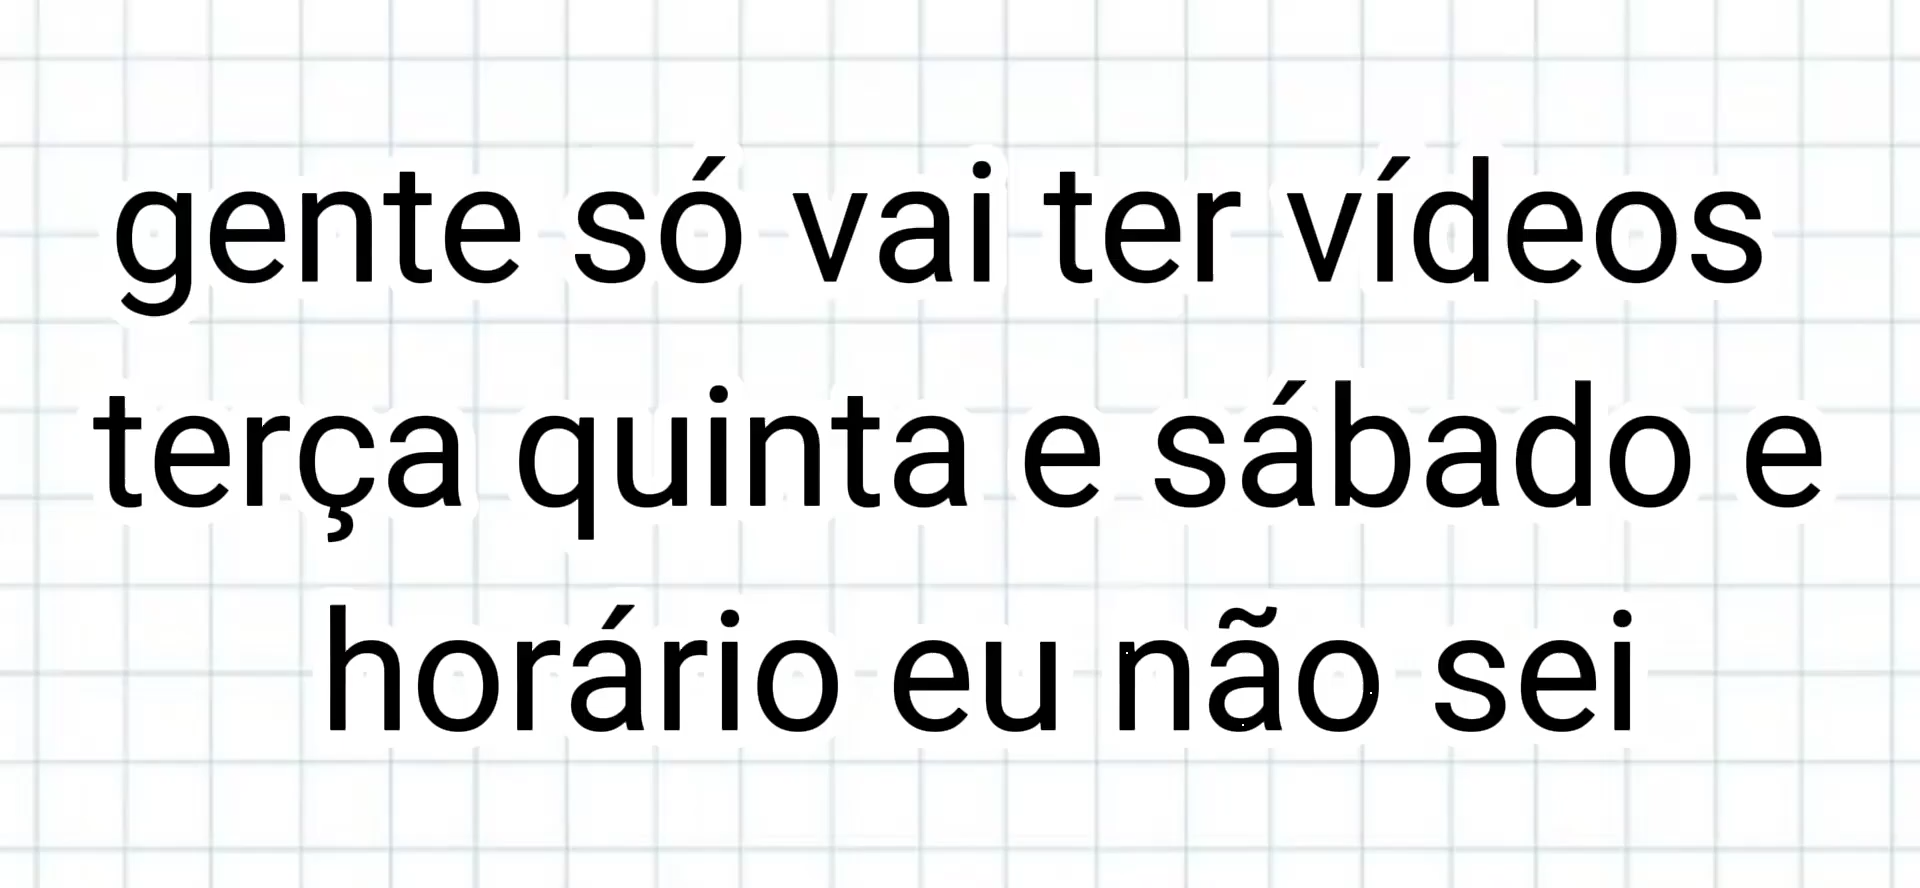 gente só vai ter vídeos
terça quinta e sábado e
horário eu não sei